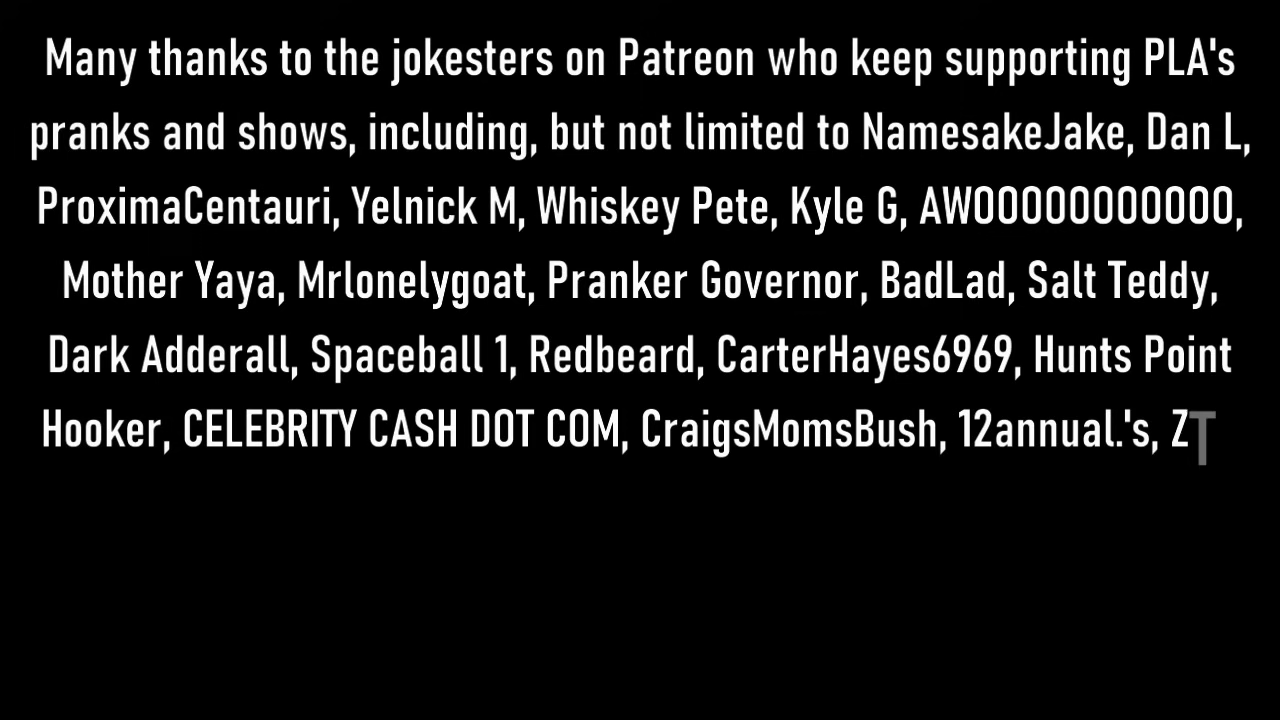 Many thanks to the jokesters on Patreon who keep supporting PLA's
pranks and shows, including, but not limited to NamesakeJake, Dan L,
ProximaCentauri, Yelnick M, Whiskey Pete, Kyle G, AWOOOOOOOOOOO,
Mother Yaya, Mrlonelygoat, Pranker Governor, BadLad, Salt Teddy,
Dark Adderall, Spaceball 1, Redbeard, CarterHayes6969, Hunts Point
Hooker, CELEBRITY CASH DOT COM, CraigsMomsBush, 12annual.'s, ZT